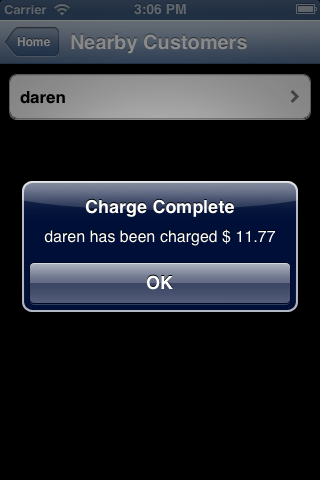 Carrier 3:06 PM
Home Nearby Customers
daren
Charge Complete
daren has been charged $ 11.77
OK